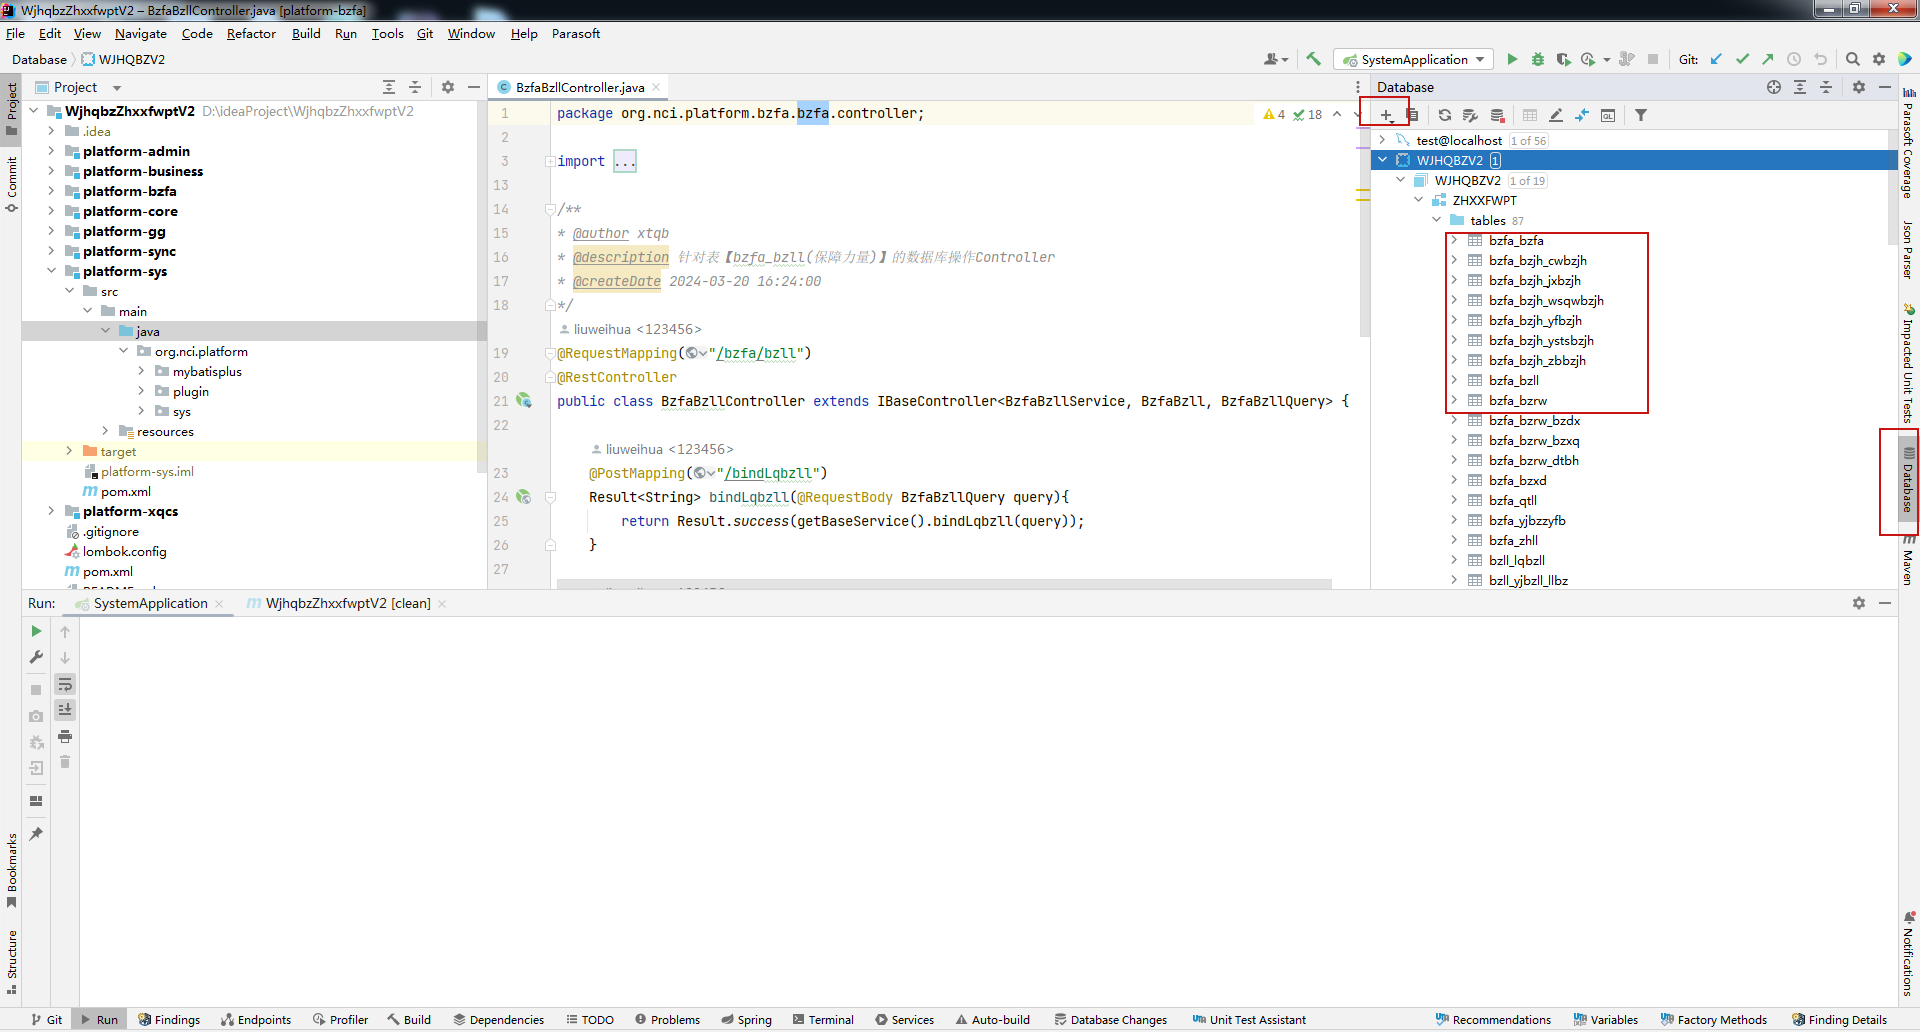 WjhqbzZhxxfwptV2 – BzfaBzllController.java [platform-bzfa]
File Edit View Navigate Code Refactor Build Run Tools Git Window Help Parasoft
Database WJHQBZV2
SystemApplication
Git:
Project
WjhqbzZhxxfwptV2 D:\ideaProject\WjhqbzZhxxfwptV2
.idea
platform-admin
platform-business
platform-bzfa
platform-core
platform-gg
platform-sync
platform-sys
src
main
java
org.nci.platform
mybatisplus
plugin
sys
resources
target
platform-sys.iml
pom.xml
platform-xqcs
.gitignore
lombok.config
pom.xml
BzfaBzllController.java
4 18
1 package org.nci.platform.bzfa.bzfa.controller;
2
3 import ...
13
14 /**
15 * @author xtqb
16 * @description 针对表【bzfa_bzll(保障力量)】的数据库操作Controller
17 * @createDate 2024-03-20 16:24:00
18 */
liuweihua <123456>
19 @RequestMapping("/bzfa/bzll")
20 @RestController
21 public class BzfaBzllController extends IBaseController<BzfaBzllService, BzfaBzll, BzfaBzllQuery> {
22
liuweihua <123456>
23 @PostMapping("/bindLqbzll")
24 Result<String> bindLqbzll(@RequestBody BzfaBzllQuery query){
25 return Result.success(getBaseService().bindLqbzll(query));
26 }
27
Database
test@localhost 1 of 56
WJHQBZV2 1
WJHQBZV2 1 of 19
ZHXXFWPT
tables 87
bzfa_bzfa
bzfa_bzjh_cwbzjh
bzfa_bzjh_jxbzjh
bzfa_bzjh_wsqwbzjh
bzfa_bzjh_yfbzjh
bzfa_bzjh_ystsbzjh
bzfa_bzjh_zbbzjh
bzfa_bzll
bzfa_bzrw
bzfa_bzrw_bzdx
bzfa_bzrw_bzxq
bzfa_bzrw_dtbh
bzfa_bzxd
bzfa_qtll
bzfa_yjbzzyfb
bzfa_zhll
bzll_lqbzll
bzll_yjbzll_llbz
Project
Commit
Bookmarks
Structure
Parasoft Coverage
Json Parser
Impacted Unit Tests
Database
Maven
Notifications
Run: SystemApplication WjhqbzZhxxfwptV2 [clean]
Git Run Findings Endpoints Profiler Build Dependencies TODO Problems Spring Terminal Services Auto-build Database Changes Unit Test Assistant Recommendations Variables Factory Methods Finding Details